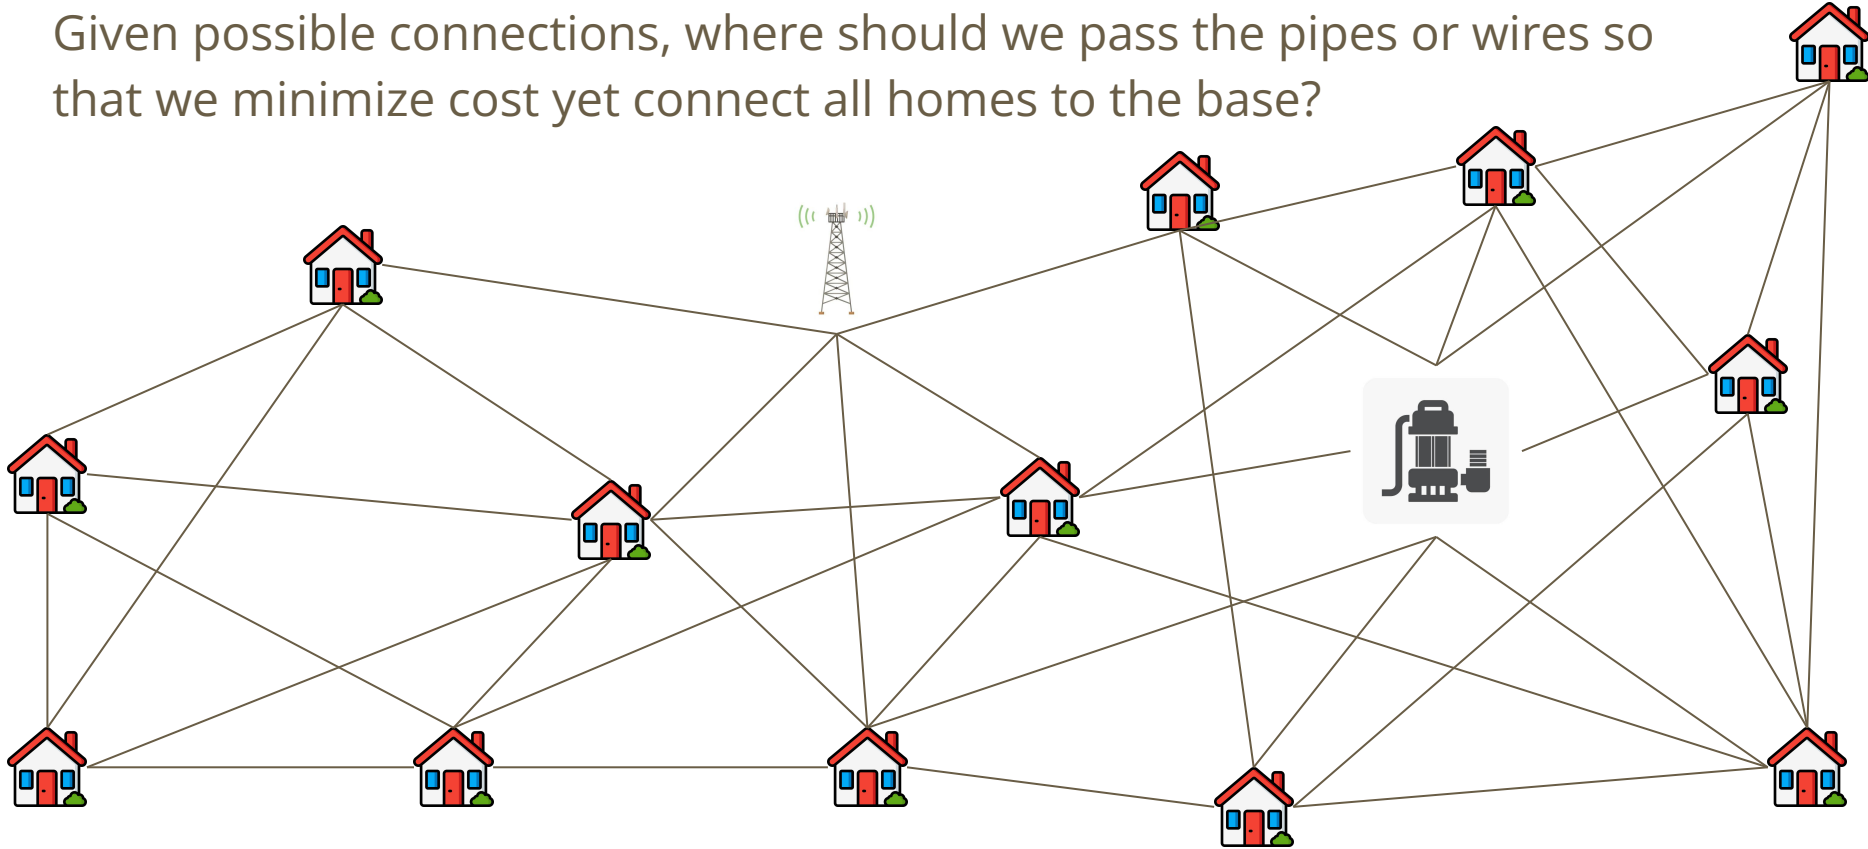 Given possible connections, where should we pass the pipes or wires so
that we minimize cost yet connect all homes to the base?